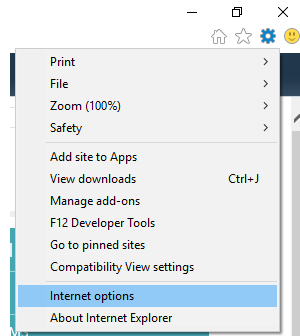 Print
File
Zoom (100%)
Safety
Add site to Apps
View downloads Ctrl+J
Manage add-ons
F12 Developer Tools
Go to pinned sites
Compatibility View settings
Internet options
About Internet Explorer